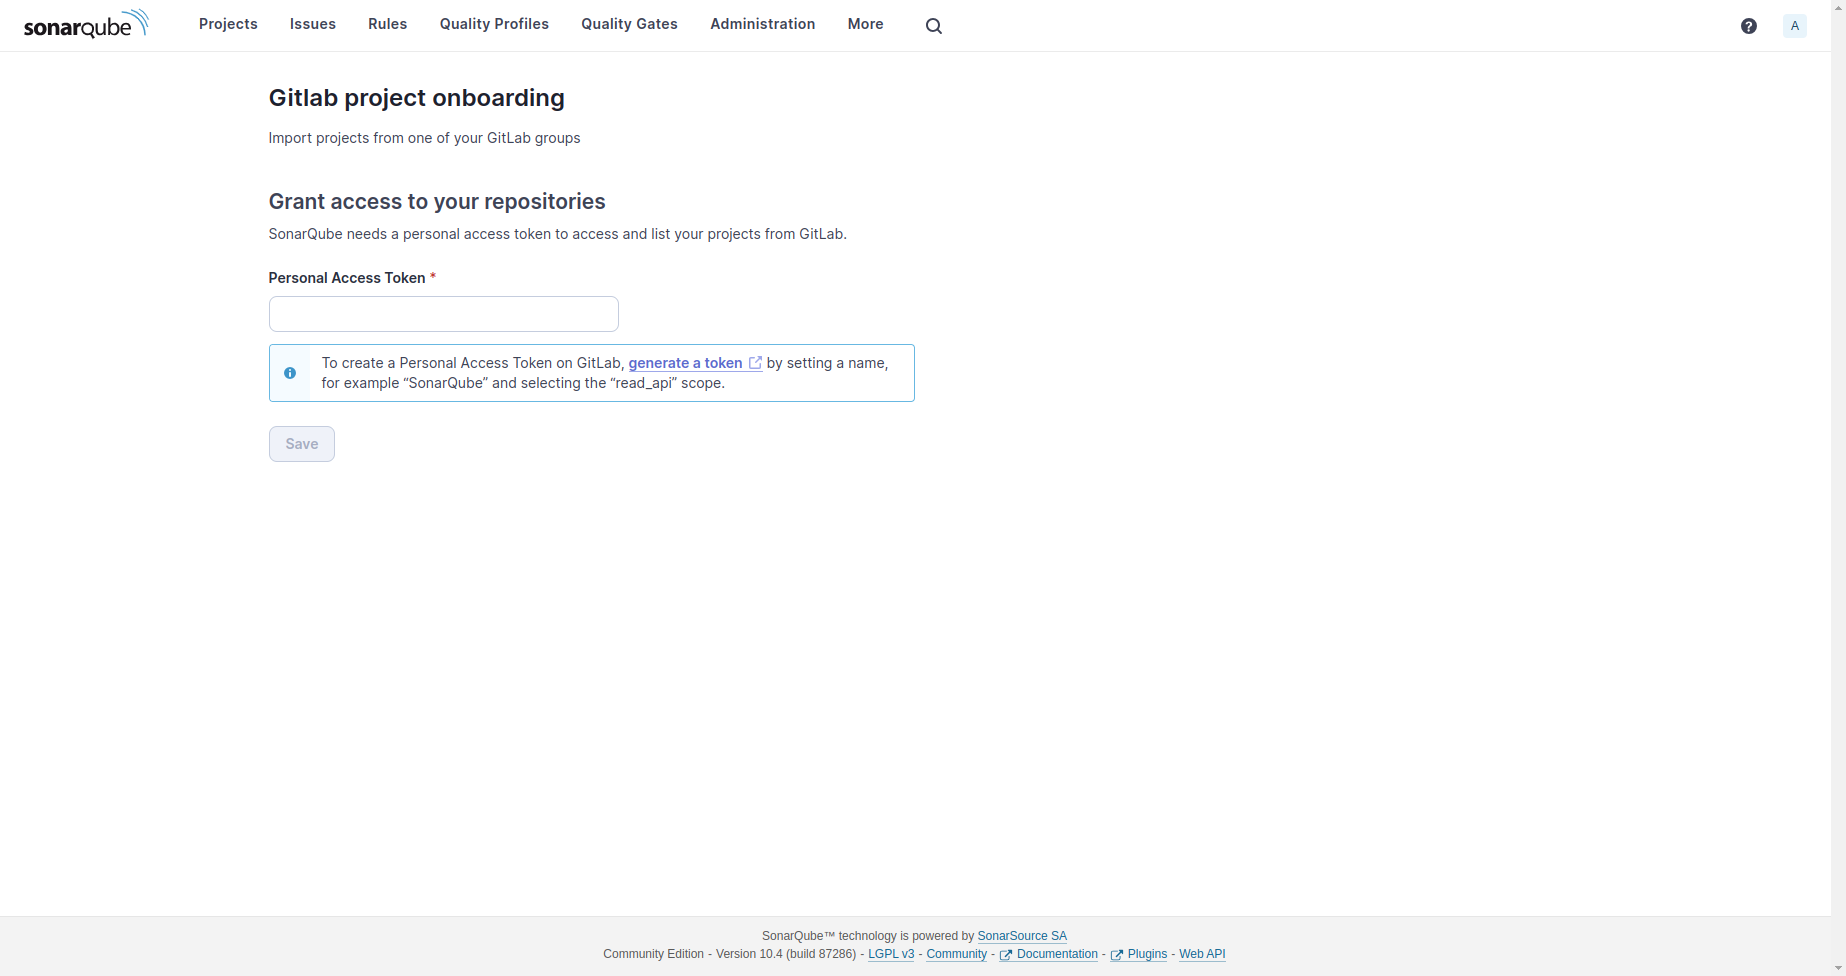 sonarqube Projects Issues Rules Quality Profiles Quality Gates Administration More ? A
Gitlab project onboarding
Import projects from one of your GitLab groups
Grant access to your repositories
SonarQube needs a personal access token to access and list your projects from GitLab.
Personal Access Token *
To create a Personal Access Token on GitLab, generate a token by setting a name,
for example “SonarQube” and selecting the “read_api” scope.
Save
SonarQube™ technology is powered by SonarSource SA
Community Edition - Version 10.4 (build 87286) - LGPL v3 - Community - Documentation - Plugins - Web API